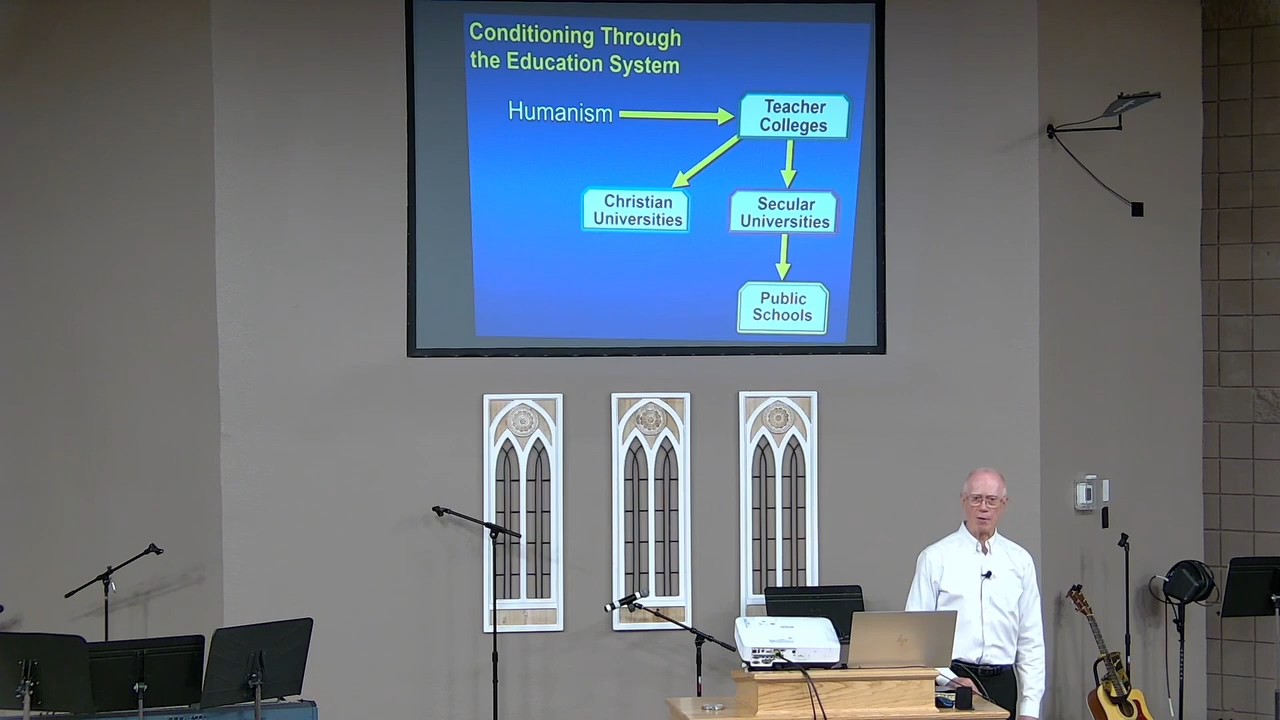 Conditioning Through
the Education System
Humanism
Teacher
Colleges
Christian
Universities
Secular
Universities
Public
Schools